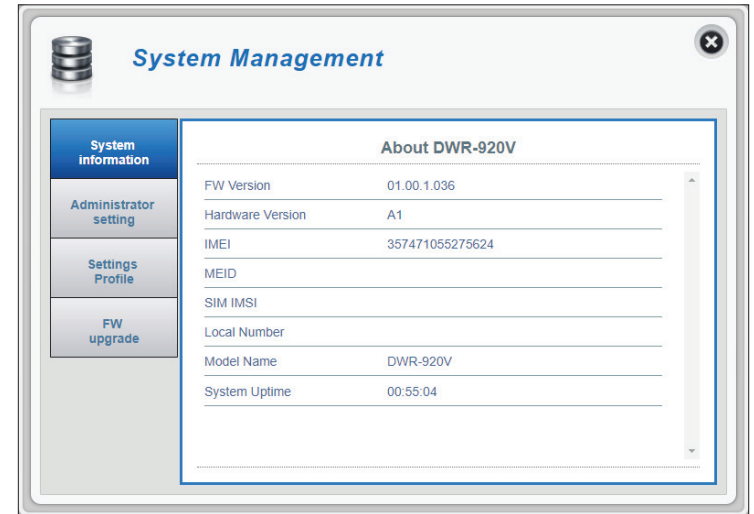 System Management
System
information
Administrator
setting
Settings
Profile
FW
upgrade
About DWR-920V
FW Version 01.00.1.036
Hardware Version A1
IMEI 357471055275624
MEID
SIM IMSI
Local Number
Model Name DWR-920V
System Uptime 00:55:04